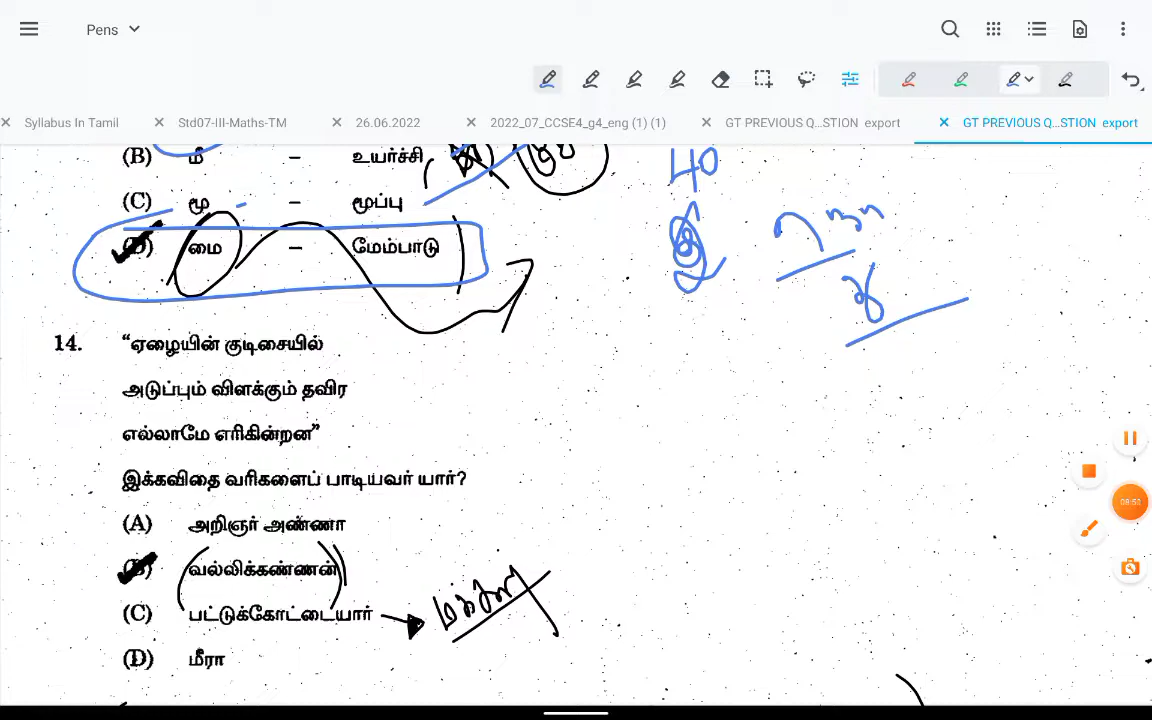 Pens
Syllabus In Tamil
Std07-III-Maths-TM
26.06.2022
2022_07_CCSE4_g4_eng (1) (1)
GT PREVIOUS Q...STION export
GT PREVIOUS Q...STION export
(B) மீ – உயர்ச்சி
40
(C) மூ – மூப்பு
(D) மை – மேம்பாடு
14. “ஏழையின் குடிசையில்
அடுப்பும் விளக்கும் தவிர
எல்லாமே எரிகின்றன”
இக்கவிதை வரிகளைப் பாடியவர் யார்?
(A) அறிஞர் அண்ணா
(B) வல்லிக்கண்ணன்
(C) பட்டுக்கோட்டையார்
(D) மீரா